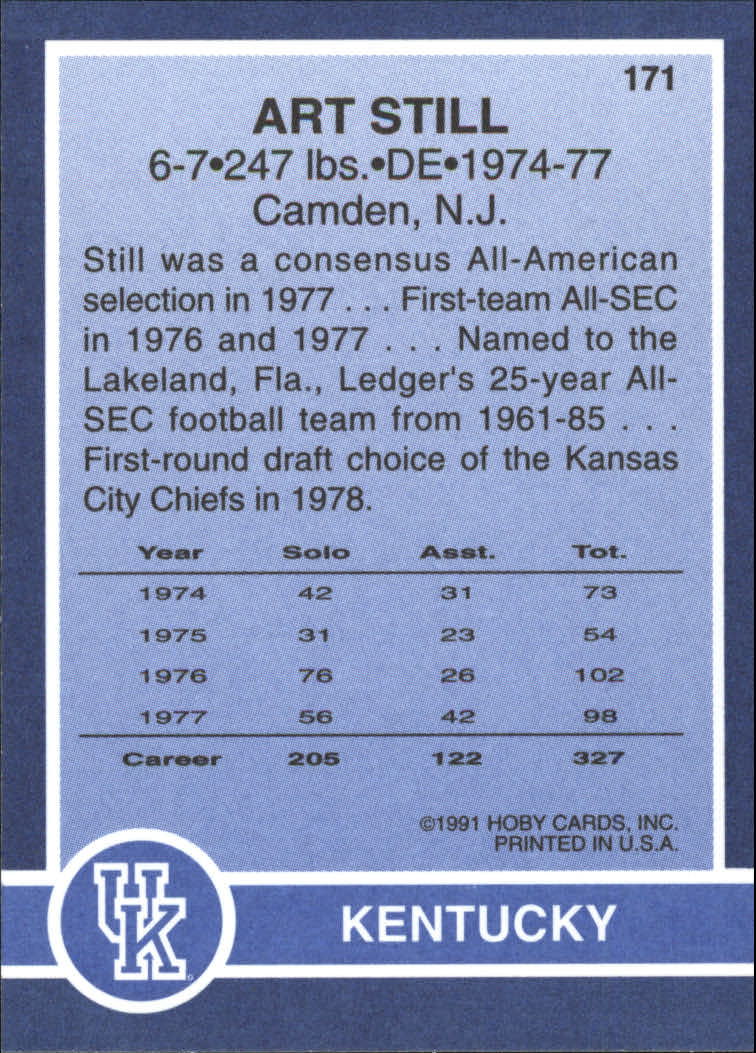 171
ART STILL
6-7•247 lbs.•DE•1974-77
Camden, N.J.
Still was a consensus All-American
selection in 1977 . . . First-team All-SEC
in 1976 and 1977 . . . Named to the
Lakeland, Fla., Ledger's 25-year All-
SEC football team from 1961-85 . . .
First-round draft choice of the Kansas
City Chiefs in 1978.
Year Solo Asst. Tot.
1974 42 31 73
1975 31 23 54
1976 76 26 102
1977 56 42 98
Career 205 122 327
©1991 HOBY CARDS, INC.
PRINTED IN U.S.A.
UK
KENTUCKY